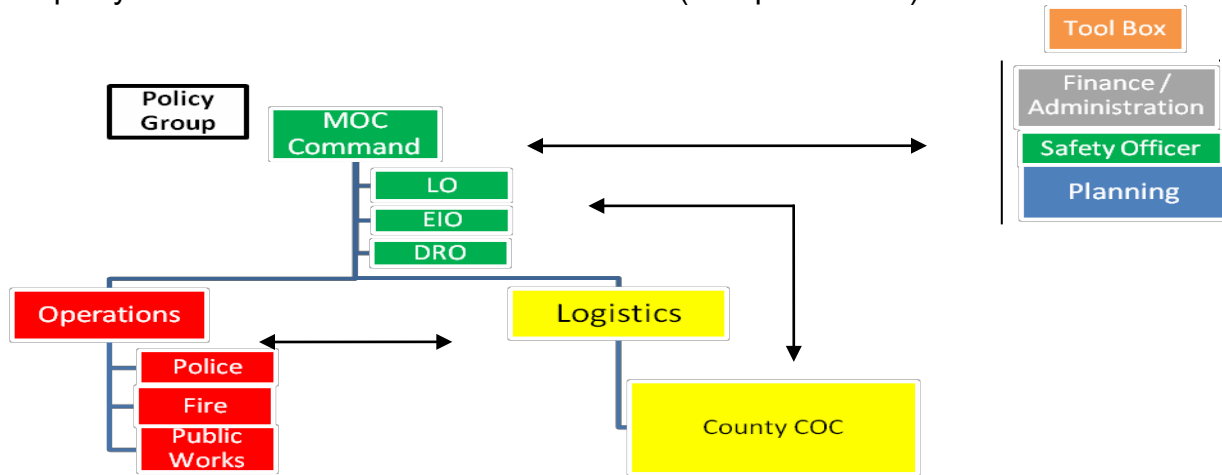 Tool Box
Policy
Group
MOC
Command
Finance /
Administration
Safety Officer
Planning
LO
EIO
DRO
Operations
Logistics
Police
Fire
Public
Works
County COC